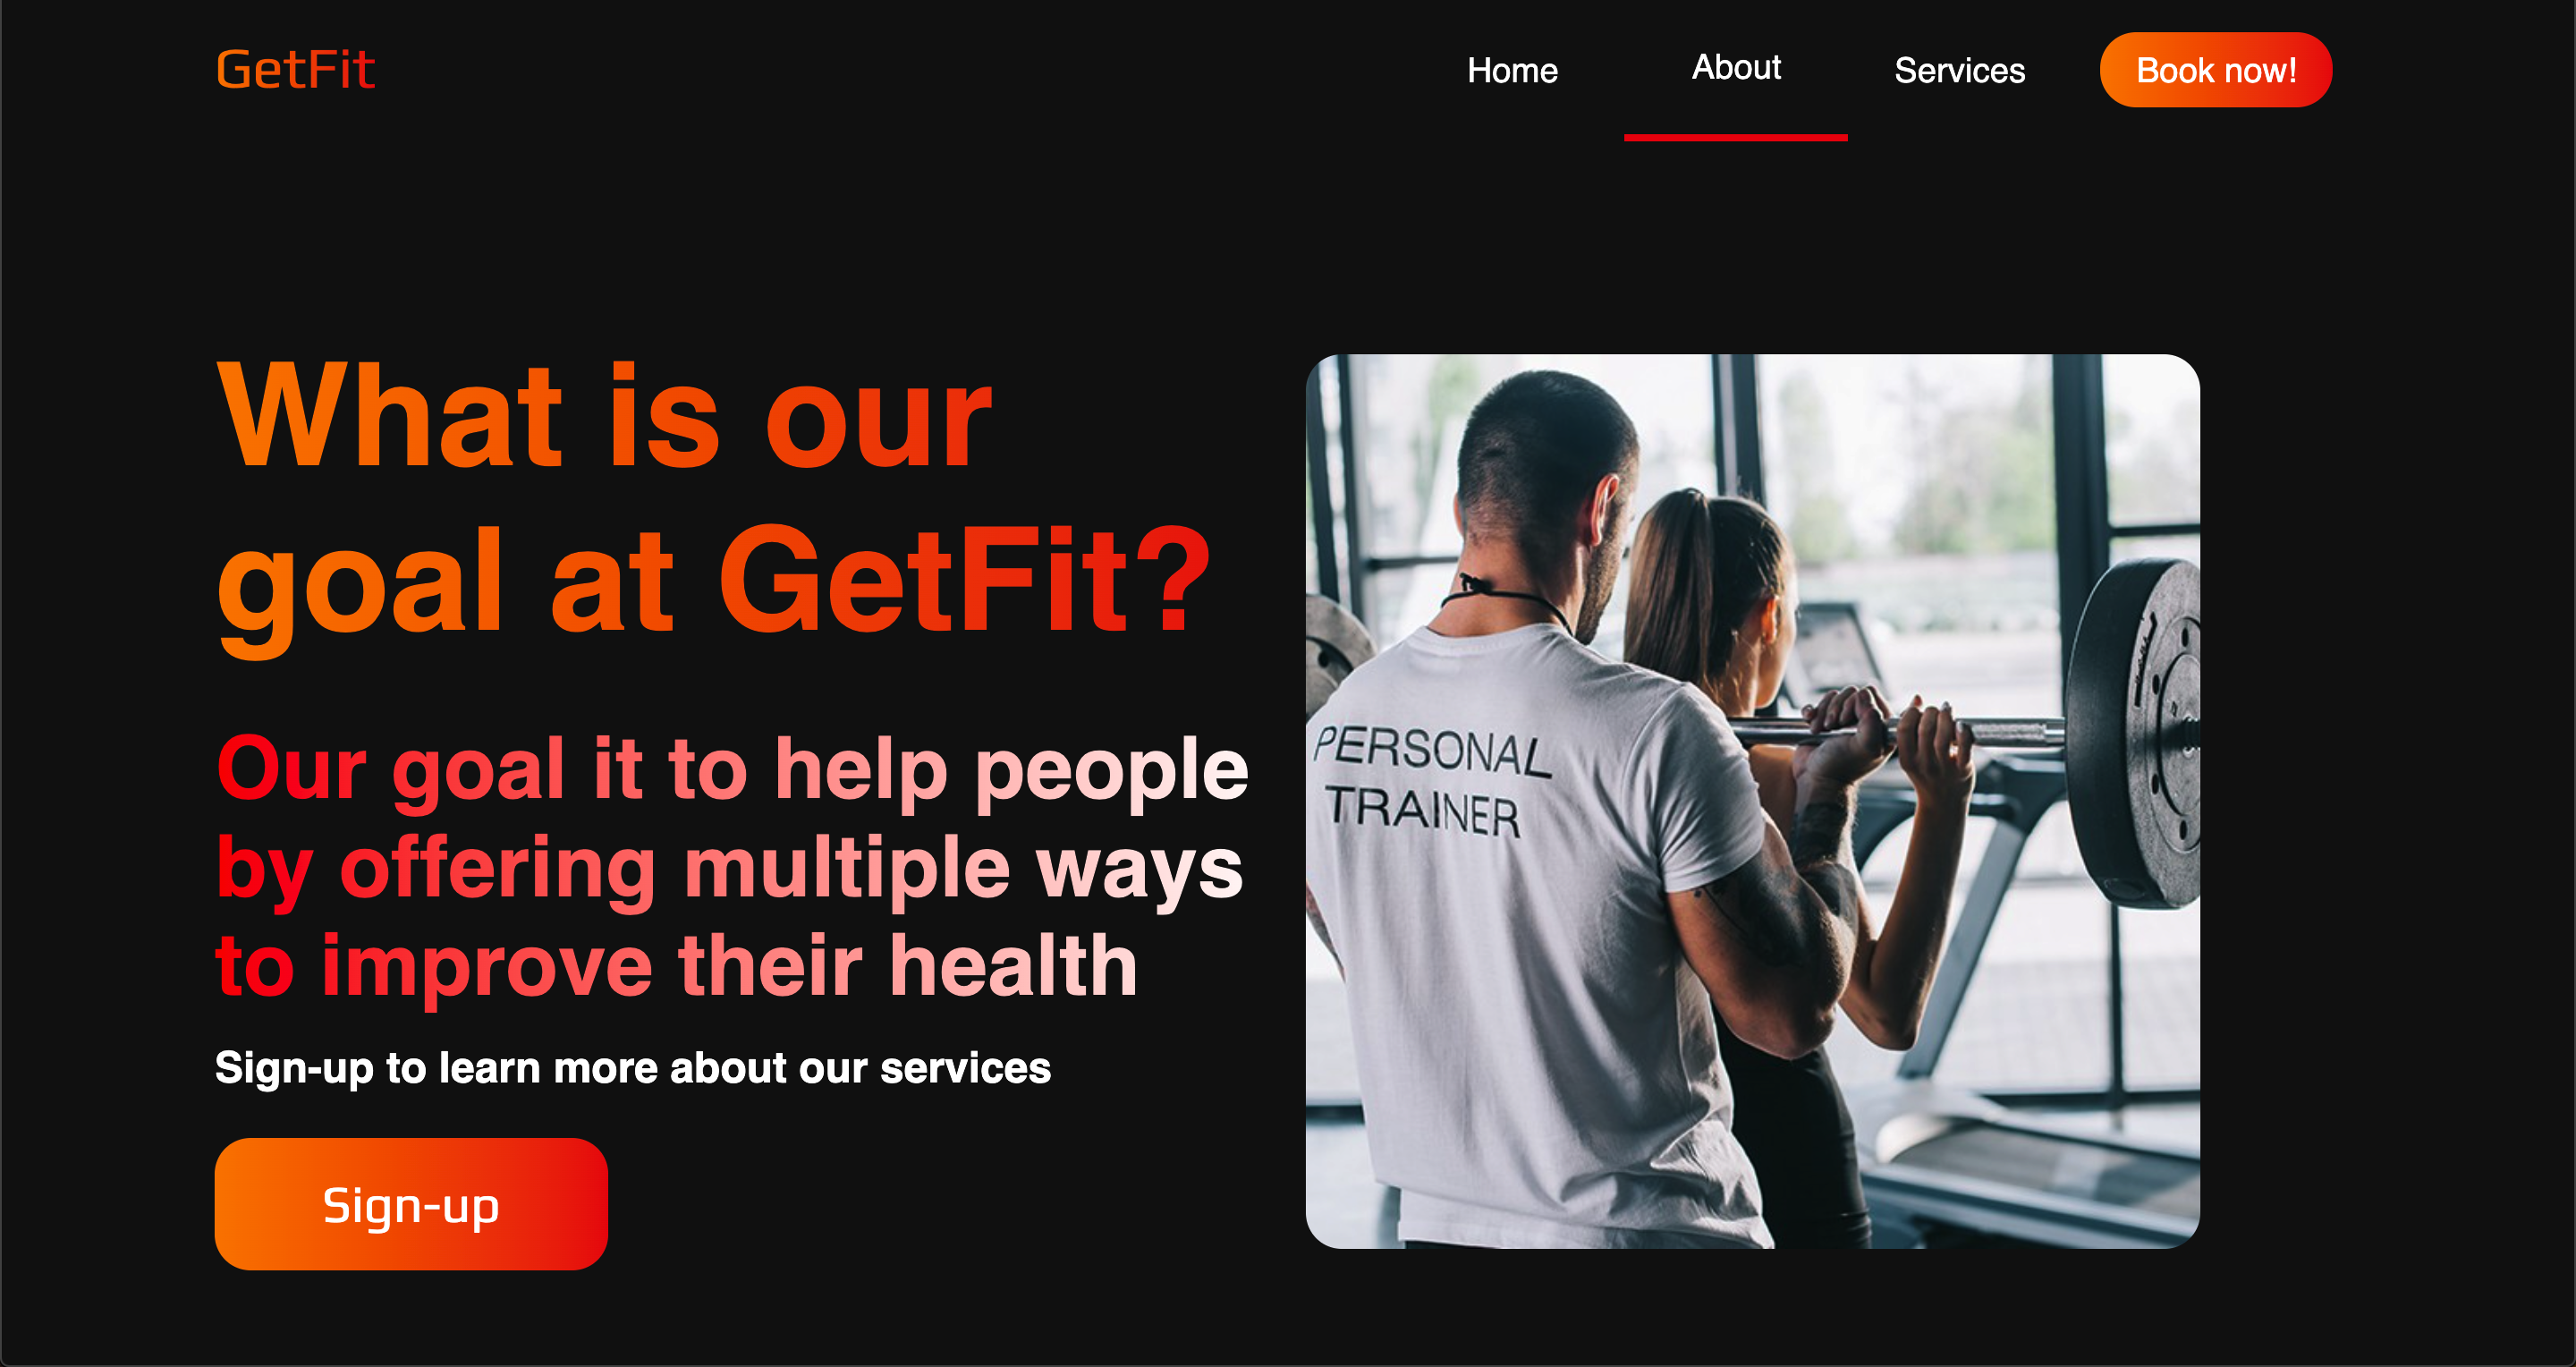 GetFit
Home
About
Services
Book now!
What is our
goal at GetFit?
Our goal it to help people
by offering multiple ways
to improve their health
Sign-up to learn more about our services
Sign-up
PERSONAL
TRAINER